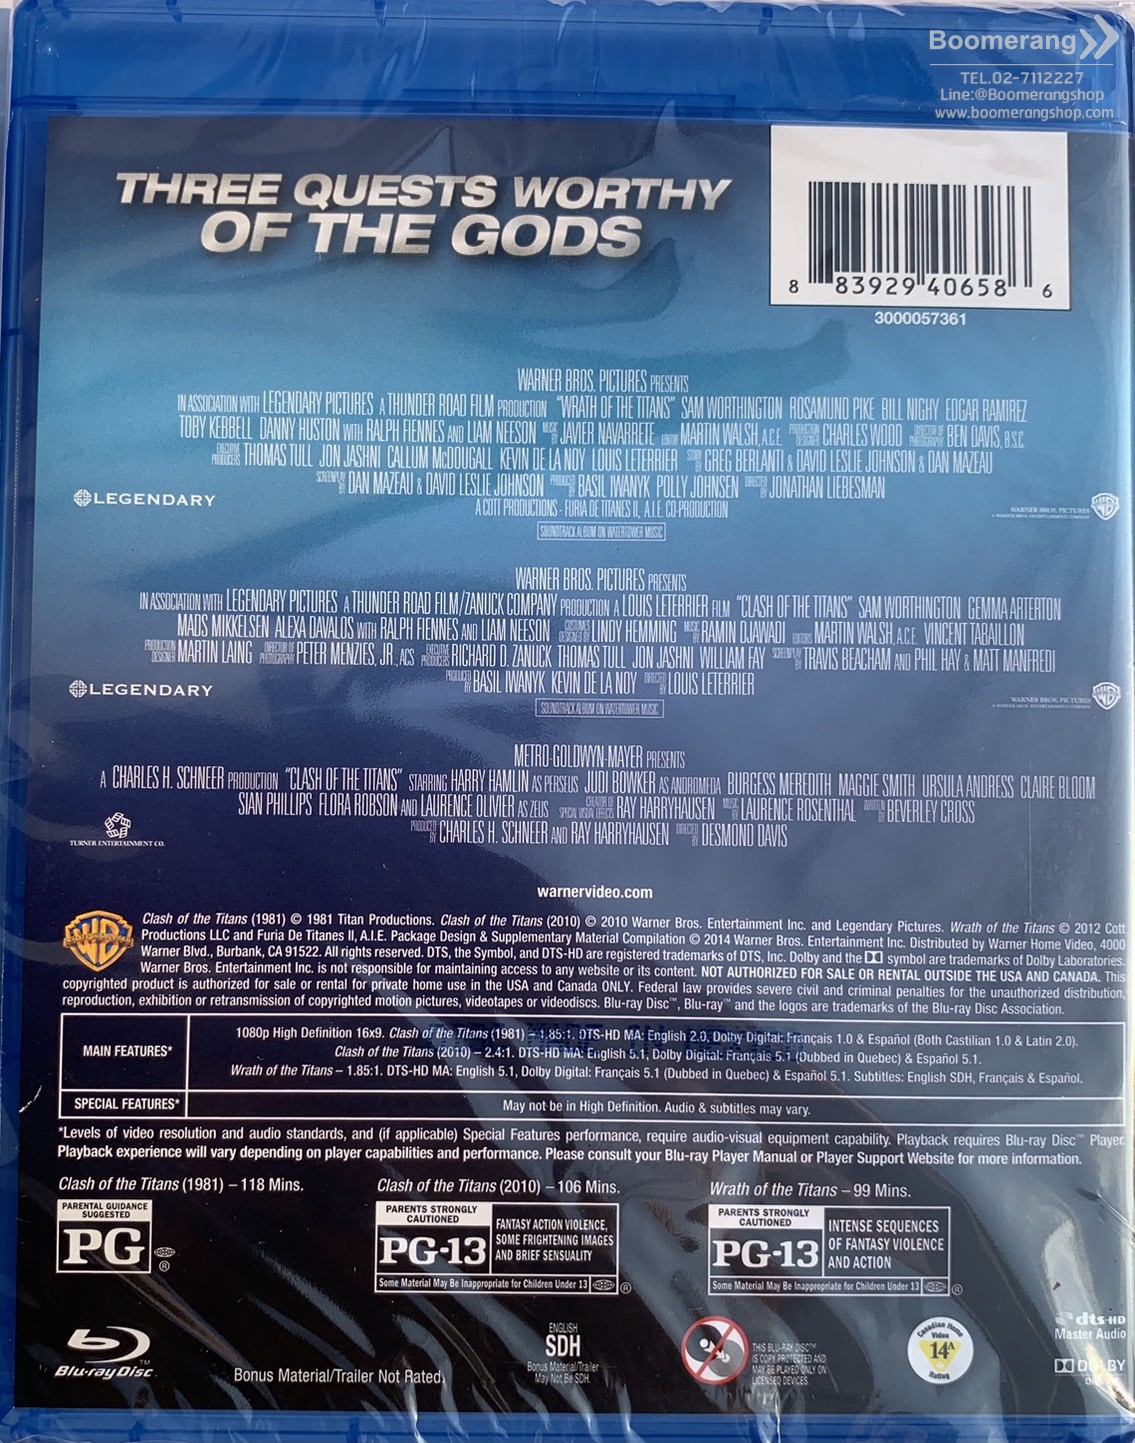 Boomerang
TEL.02-7112227
Line:@Boomerangshop
www.boomerangshop.com
THREE QUESTS WORTHY
OF THE GODS
8 83929 40658 6
3000057361
WARNER BROS. PICTURES PRESENTS
IN ASSOCIATION WITH LEGENDARY PICTURES A THUNDER ROAD FILM PRODUCTION "WRATH OF THE TITANS" SAM WORTHINGTON ROSAMUND PIKE BILL NIGHY EDGAR RAMIREZ
TOBY KEBBELL DANNY HUSTON WITH RALPH FIENNES AND LIAM NEESON MUSIC BY JAVIER NAVARRETE EDITOR MARTIN WALSH, A.C.E. PRODUCTION DESIGNER CHARLES WOOD DIRECTOR OF PHOTOGRAPHY BEN DAVIS, B.S.C.
EXECUTIVE PRODUCERS THOMAS TULL JON JASHNI CALLUM McDOUGALL KEVIN DE LA NOY LOUIS LETERRIER STORY BY GREG BERLANTI & DAVID LESLIE JOHNSON & DAN MAZEAU
SCREENPLAY BY DAN MAZEAU & DAVID LESLIE JOHNSON PRODUCED BY BASIL IWANYK POLLY JOHNSEN DIRECTED BY JONATHAN LIEBESMAN
LEGENDARY
A COTT PRODUCTIONS - FURIA DE TITANES II, A.I.E. CO-PRODUCTION
WARNER BROS. PICTURES
SOUNDTRACK ALBUM ON WATERTOWER MUSIC
WARNER BROS. PICTURES PRESENTS
IN ASSOCIATION WITH LEGENDARY PICTURES A THUNDER ROAD FILM/ZANUCK COMPANY PRODUCTION A LOUIS LETERRIER FILM "CLASH OF THE TITANS" SAM WORTHINGTON GEMMA ARTERTON
MADS MIKKELSEN ALEXA DAVALOS WITH RALPH FIENNES AND LIAM NEESON COSTUMES DESIGNED BY LINDY HEMMING MUSIC BY RAMIN DJAWADI EDITORS MARTIN WALSH, A.C.E. VINCENT TABAILLON
PRODUCTION DESIGNER MARTIN LAING DIRECTOR OF PHOTOGRAPHY PETER MENZIES, JR., ACS EXECUTIVE PRODUCERS RICHARD D. ZANUCK THOMAS TULL JON JASHNI WILLIAM FAY SCREENPLAY BY TRAVIS BEACHAM AND PHIL HAY & MATT MANFREDI
PRODUCED BY BASIL IWANYK KEVIN DE LA NOY DIRECTED BY LOUIS LETERRIER
LEGENDARY
WARNER BROS. PICTURES
SOUNDTRACK ALBUM ON WATERTOWER MUSIC
METRO-GOLDWYN-MAYER PRESENTS
A CHARLES H. SCHNEER PRODUCTION "CLASH OF THE TITANS" STARRING HARRY HAMLIN AS PERSEUS JUDI BOWKER AS ANDROMEDA BURGESS MEREDITH MAGGIE SMITH URSULA ANDRESS CLAIRE BLOOM
SIAN PHILLIPS FLORA ROBSON AND LAURENCE OLIVIER AS ZEUS CREATOR OF SPECIAL VISUAL EFFECTS RAY HARRYHAUSEN MUSIC BY LAURENCE ROSENTHAL WRITTEN BY BEVERLEY CROSS
PRODUCED BY CHARLES H. SCHNEER AND RAY HARRYHAUSEN DIRECTED BY DESMOND DAVIS
TURNER ENTERTAINMENT CO.
warnervideo.com
Clash of the Titans (1981) © 1981 Titan Productions. Clash of the Titans (2010) © 2010 Warner Bros. Entertainment Inc. and Legendary Pictures. Wrath of the Titans © 2012 Cott
Productions LLC and Furia De Titanes II, A.I.E. Package Design & Supplementary Material Compilation © 2014 Warner Bros. Entertainment Inc. Distributed by Warner Home Video, 4000
Warner Blvd., Burbank, CA 91522. All rights reserved. DTS, the Symbol, and DTS-HD are registered trademarks of DTS, Inc. Dolby and the symbol are trademarks of Dolby Laboratories.
Warner Bros. Entertainment Inc. is not responsible for maintaining access to any website or its content. NOT AUTHORIZED FOR SALE OR RENTAL OUTSIDE THE USA AND CANADA. This
copyrighted product is authorized for sale or rental for private home use in the USA and Canada ONLY. Federal law provides severe civil and criminal penalties for the unauthorized distribution,
reproduction, exhibition or retransmission of copyrighted motion pictures, videotapes or videodiscs. Blu-ray Disc™, Blu-ray™ and the logos are trademarks of the Blu-ray Disc Association.
MAIN FEATURES*
1080p High Definition 16x9. Clash of the Titans (1981) – 1.85:1. DTS-HD MA: English 2.0, Dolby Digital: Français 1.0 & Español (Both Castilian 1.0 & Latin 2.0).
Clash of the Titans (2010) – 2.4:1. DTS-HD MA: English 5.1, Dolby Digital: Français 5.1 (Dubbed in Quebec) & Español 5.1.
Wrath of the Titans – 1.85:1. DTS-HD MA: English 5.1, Dolby Digital: Français 5.1 (Dubbed in Quebec) & Español 5.1. Subtitles: English SDH, Français & Español.
SPECIAL FEATURES*
May not be in High Definition. Audio & subtitles may vary.
*Levels of video resolution and audio standards, and (if applicable) Special Features performance, require audio-visual equipment capability. Playback requires Blu-ray Disc™ Player.
Playback experience will vary depending on player capabilities and performance. Please consult your Blu-ray Player Manual or Player Support Website for more information.
Clash of the Titans (1981) – 118 Mins.
Clash of the Titans (2010) – 106 Mins.
Wrath of the Titans – 99 Mins.
PARENTAL GUIDANCE
SUGGESTED
PG
®
PARENTS STRONGLY
CAUTIONED
PG-13
FANTASY ACTION VIOLENCE,
SOME FRIGHTENING IMAGES
AND BRIEF SENSUALITY
Some Material May Be Inappropriate for Children Under 13
®
PARENTS STRONGLY
CAUTIONED
PG-13
INTENSE SEQUENCES
OF FANTASY VIOLENCE
AND ACTION
Some Material May Be Inappropriate for Children Under 13
®
Blu-ray Disc™
Bonus Material/Trailer Not Rated.
ENGLISH
SDH
Bonus Material/Trailer
May Not Be SDH.
THIS BLU-RAY DISC™
IS COPY PROTECTED AND
MAY BE PLAYED ONLY ON
LICENSED DEVICES.
Canadian Home
Video
14A
Rating
dts-HD
Master Audio
DOLBY